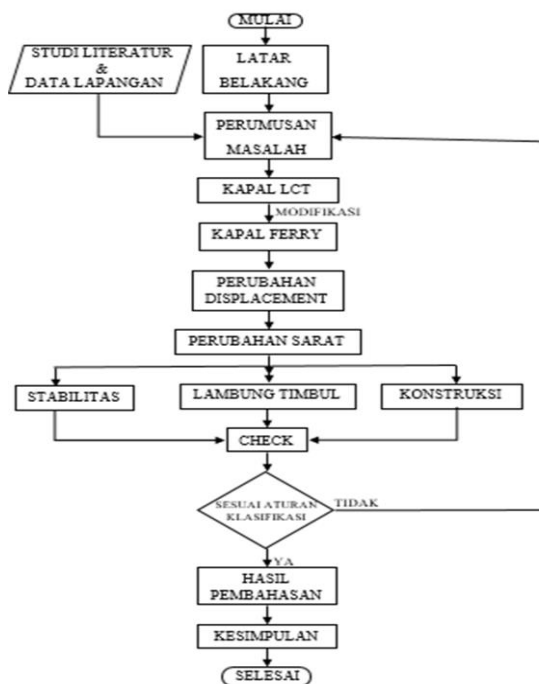 MULAI
STUDI LITERATUR
&
DATA LAPANGAN
LATAR
BELAKANG
PERUMUSAN
MASALAH
KAPAL LCT
MODIFIKASI
KAPAL FERRY
PERUBAHAN
DISPLACEMENT
PERUBAHAN SARAT
STABILITAS
LAMBUNG TIMBUL
KONSTRUKSI
CHECK
SESUAI ATURAN
KLASIFIKASI
TIDAK
YA
HASIL
PEMBAHASAN
KESIMPULAN
SELESAI